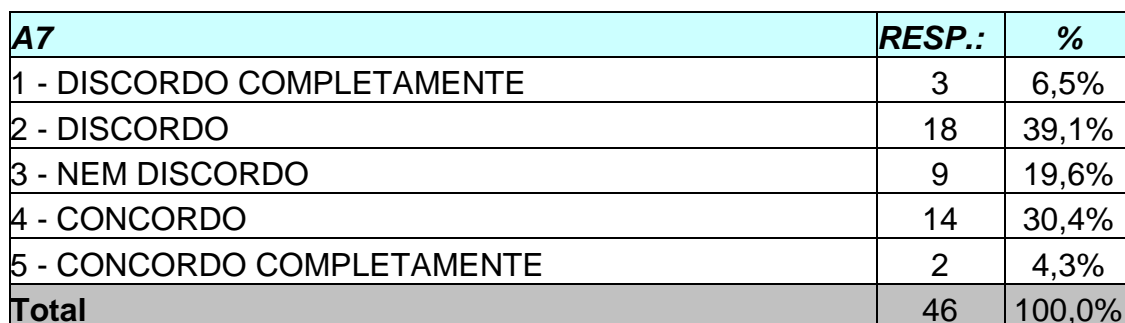 A7 RESP.: %
1 - DISCORDO COMPLETAMENTE 3 6,5%
2 - DISCORDO 18 39,1%
3 - NEM DISCORDO 9 19,6%
4 - CONCORDO 14 30,4%
5 - CONCORDO COMPLETAMENTE 2 4,3%
Total 46 100,0%